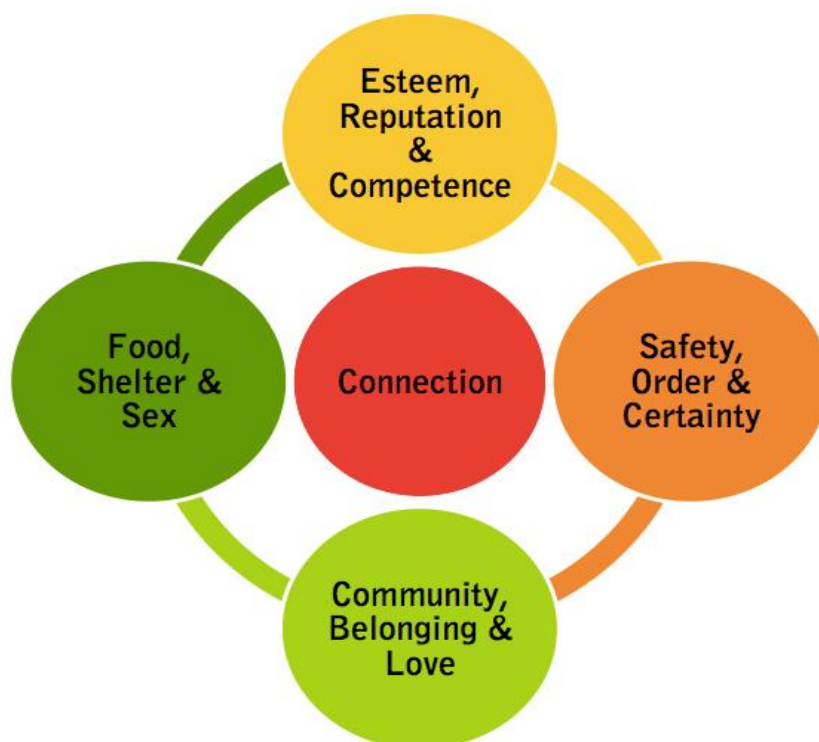 Esteem,
Reputation
&
Competence
Food,
Shelter &
Sex
Connection
Safety,
Order &
Certainty
Community,
Belonging &
Love